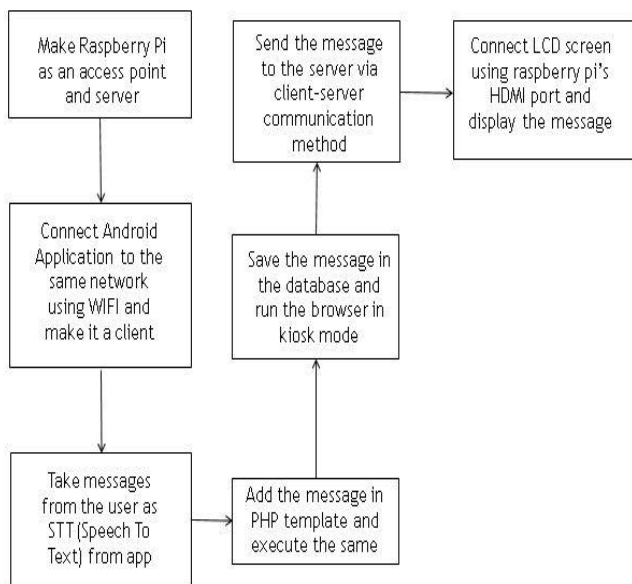 Make Raspberry Pi
as an access point
and server
Connect Android
Application to the
same network
using WIFI and
make it a client
Take messages
from the user as
STT (Speech To
Text) from app
Add the message in
PHP template and
execute the same
Save the message in
the database and
run the browser in
kiosk mode
Send the message
to the server via
client-server
communication
method
Connect LCD screen
using raspberry pi's
HDMI port and
display the message